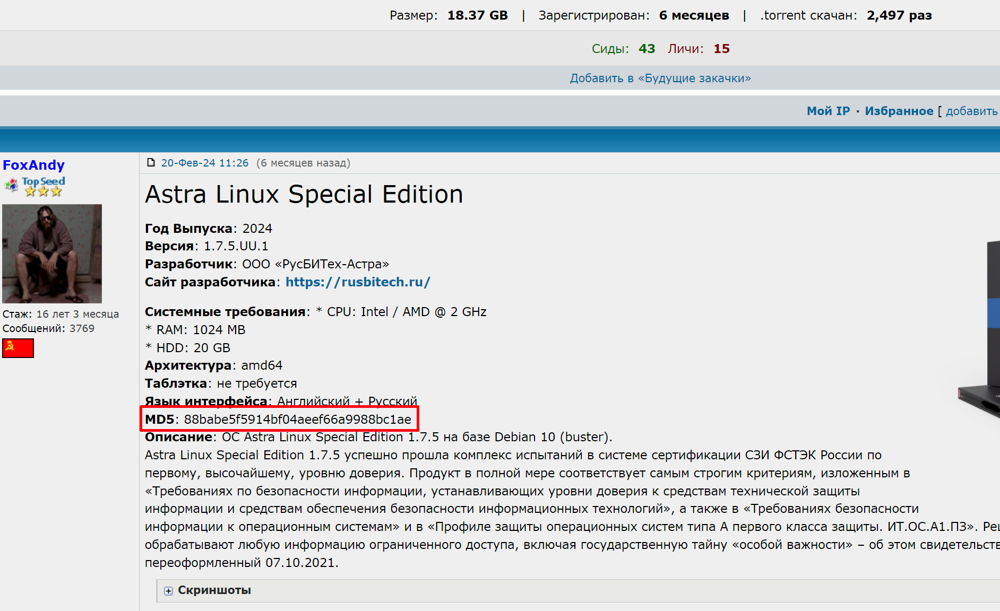 Размер: 18.37 GB | Зарегистрирован: 6 месяцев | .torrent скачан: 2,497 раз
Сиды: 43 Личи: 15
Добавить в «Будущие закачки»
Мой IP · Избранное [ добавить
FoxAndy
Top Seed
Стаж: 16 лет 3 месяца
Сообщений: 3769
20-Фев-24 11:26 (6 месяцев назад)
Astra Linux Special Edition
Год Выпуска: 2024
Версия: 1.7.5.UU.1
Разработчик: ООО «РусБИТех-Астра»
Сайт разработчика: https://rusbitech.ru/
Системные требования: * CPU: Intel / AMD @ 2 GHz
* RAM: 1024 MB
* HDD: 20 GB
Архитектура: amd64
Таблэтка: не требуется
Язык интерфейса: Английский + Русский
MD5: 88babe5f5914bf04aeef66a9988bc1ae
Описание: ОС Astra Linux Special Edition 1.7.5 на базе Debian 10 (buster).
Astra Linux Special Edition 1.7.5 успешно прошла комплекс испытаний в системе сертификации СЗИ ФСТЭК России по
первому, высочайшему, уровню доверия. Продукт в полной мере соответствует самым строгим критериям, изложенным в
«Требованиях по безопасности информации, устанавливающих уровни доверия к средствам технической защиты
информации и средствам обеспечения безопасности информационных технологий», а также в «Требованиях безопасности
информации к операционным системам» и в «Профиле защиты операционных систем типа А первого класса защиты. ИТ.ОС.А1.ПЗ».
обрабатывают любую информацию ограниченного доступа, включая государственную тайну «особой важности» – об этом
переоформленный 07.10.2021.
Скриншоты